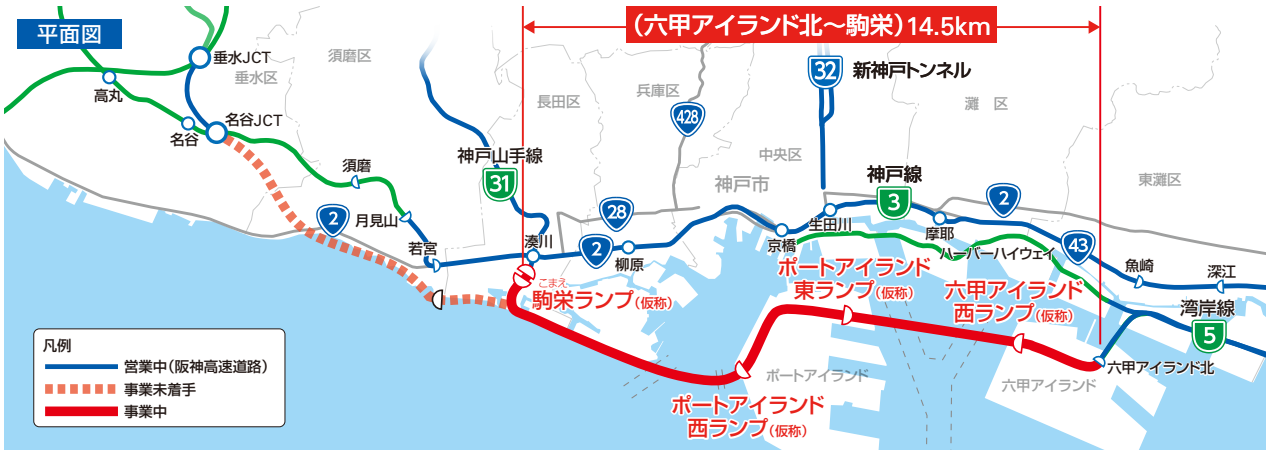 平面図
(六甲アイランド北〜駒栄)14.5km
垂水JCT
垂水区
須磨区
高丸
名谷JCT
名谷
須磨
2
月見山
若宮
神戸山手線
31
長田区
兵庫区
428
32
新神戸トンネル
灘 区
中央区
神戸市
神戸線
3
2
東灘区
28
湊川
2
柳原
京橋
生田川
摩耶
43
ハーバーハイウェイ
魚崎
深江
こまえ
駒栄ランプ(仮称)
ポートアイランド
東ランプ(仮称)
六甲アイランド
西ランプ(仮称)
湾岸線
5
六甲アイランド北
ポートアイランド
六甲アイランド
ポートアイランド
西ランプ(仮称)
凡例
営業中(阪神高速道路)
事業未着手
事業中